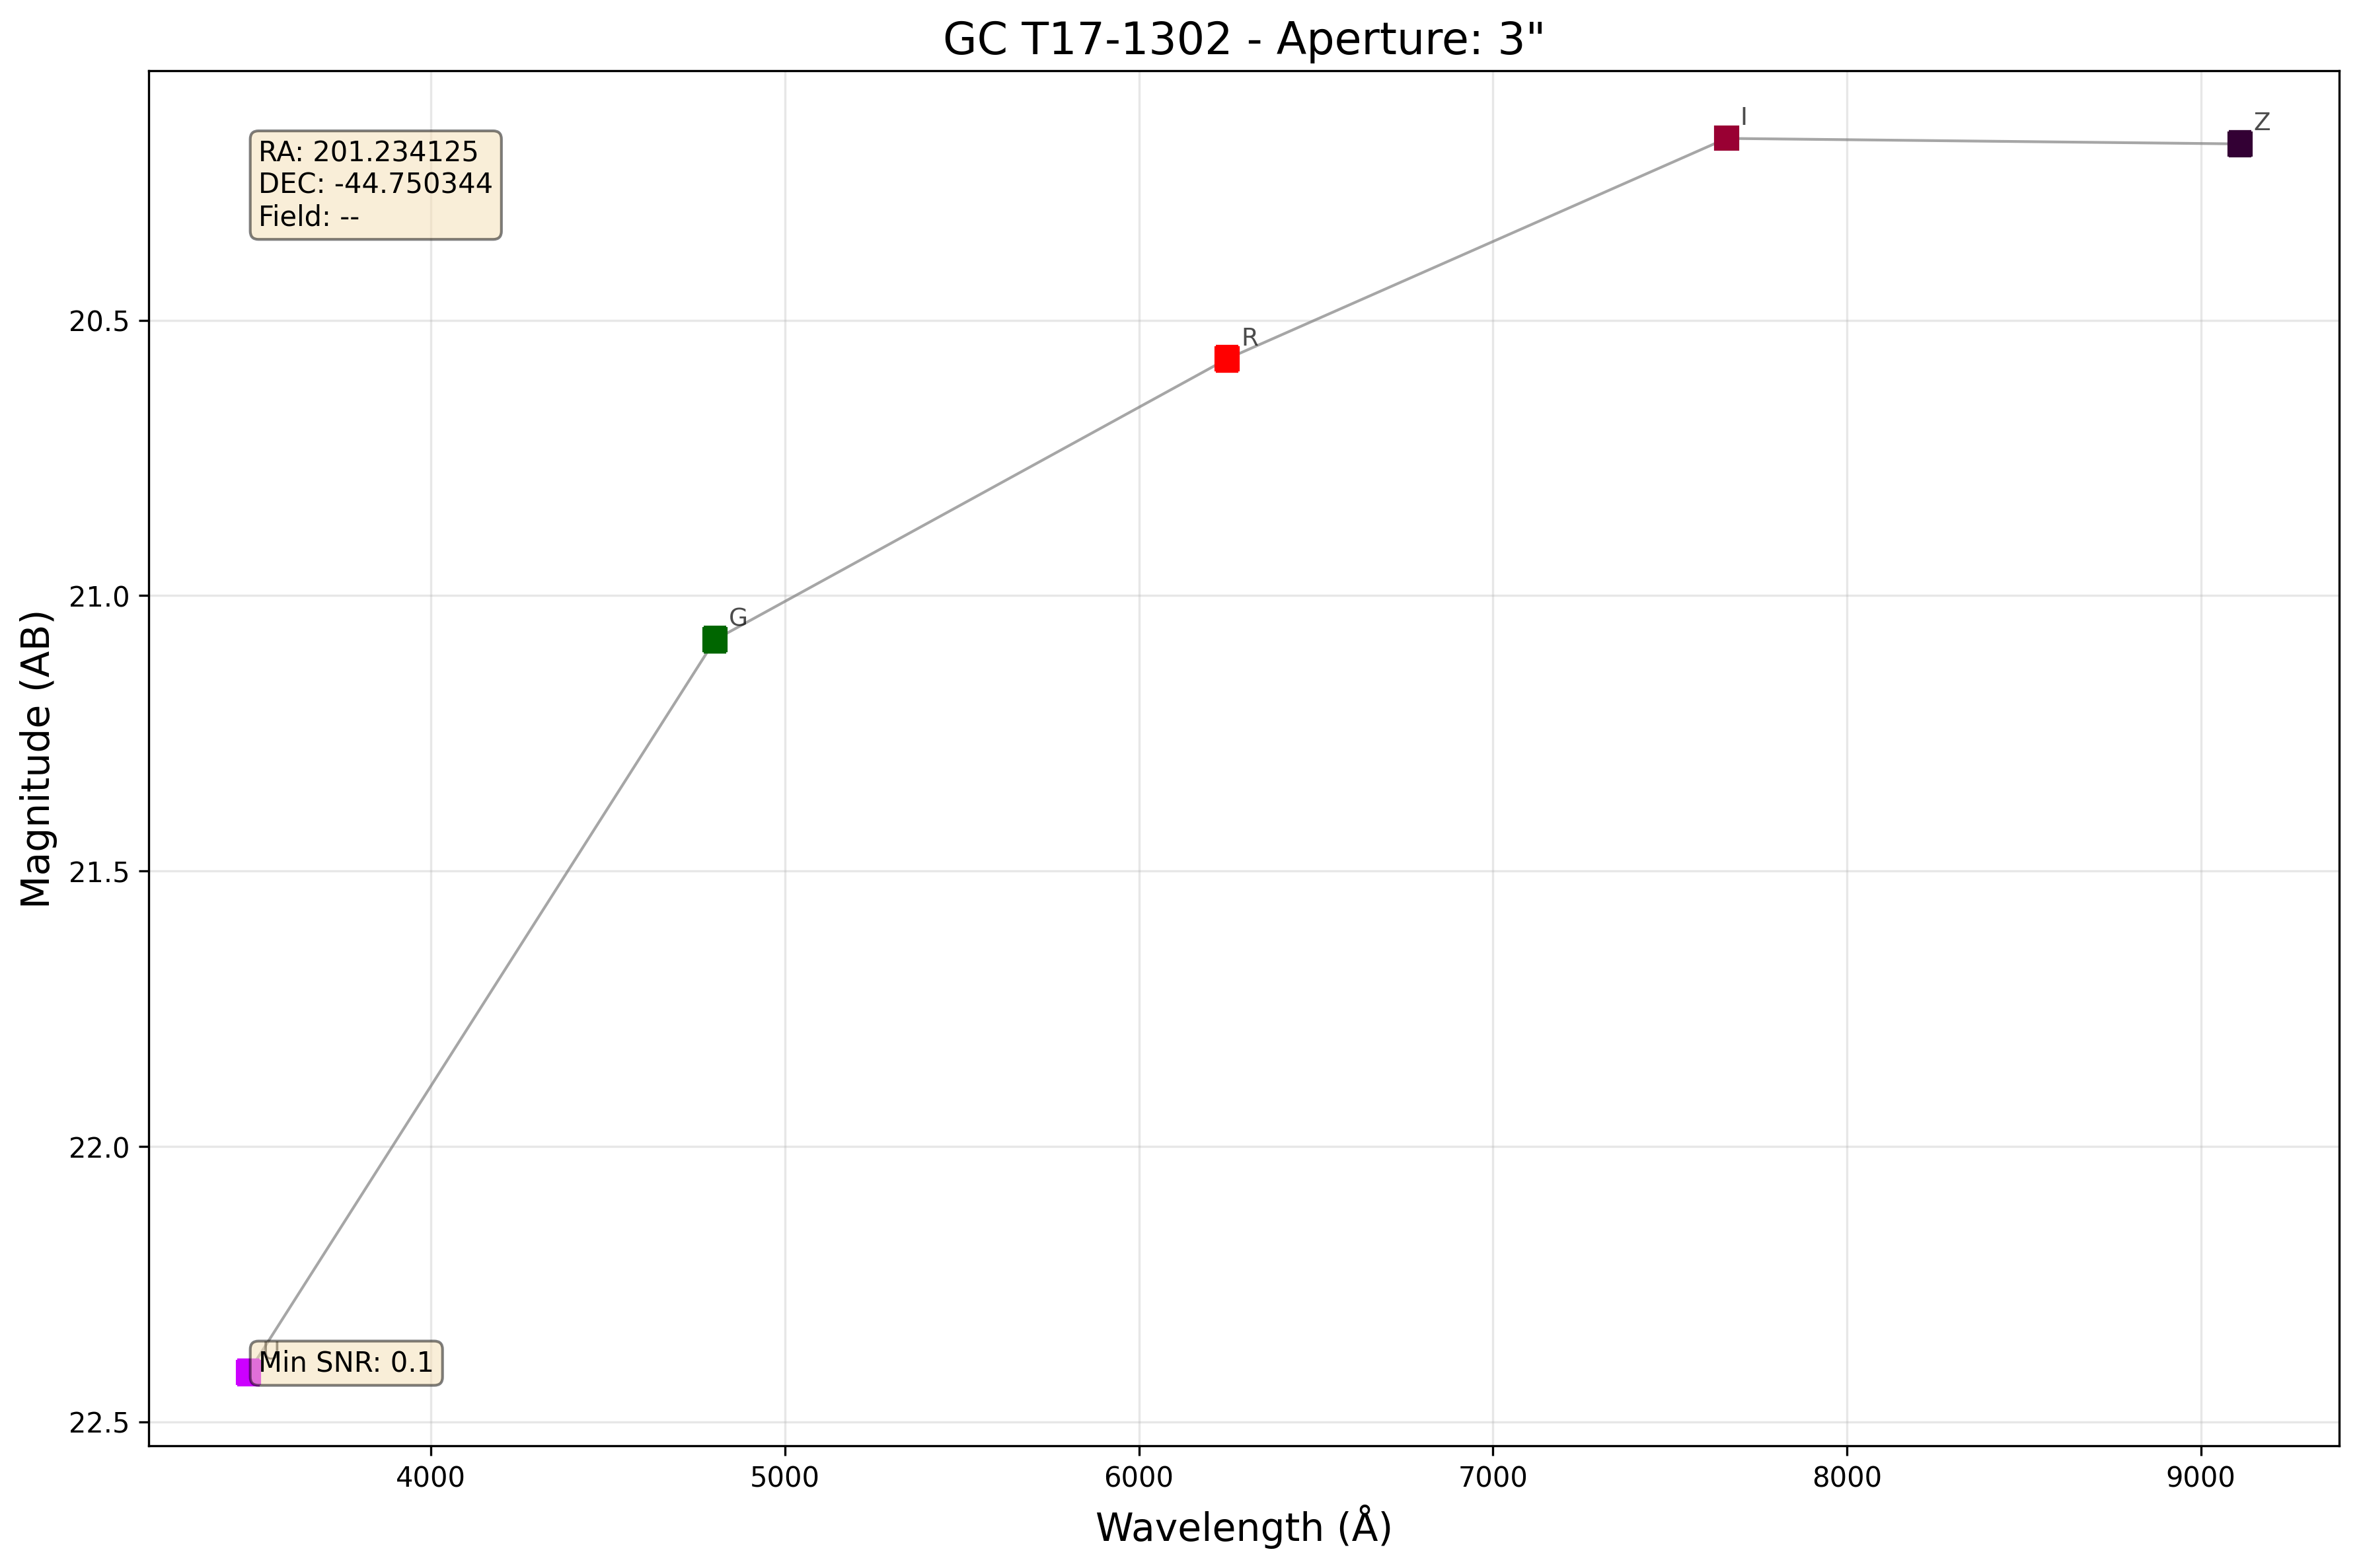 GC T17-1302 - Aperture: 3"
RA: 201.234125
DEC: -44.750344
Field: --
I
Z
R
G
Min SNR: 0.1
20.5
21.0
21.5
22.0
22.5
Magnitude (AB)
4000
5000
6000
7000
8000
9000
Wavelength (Å)